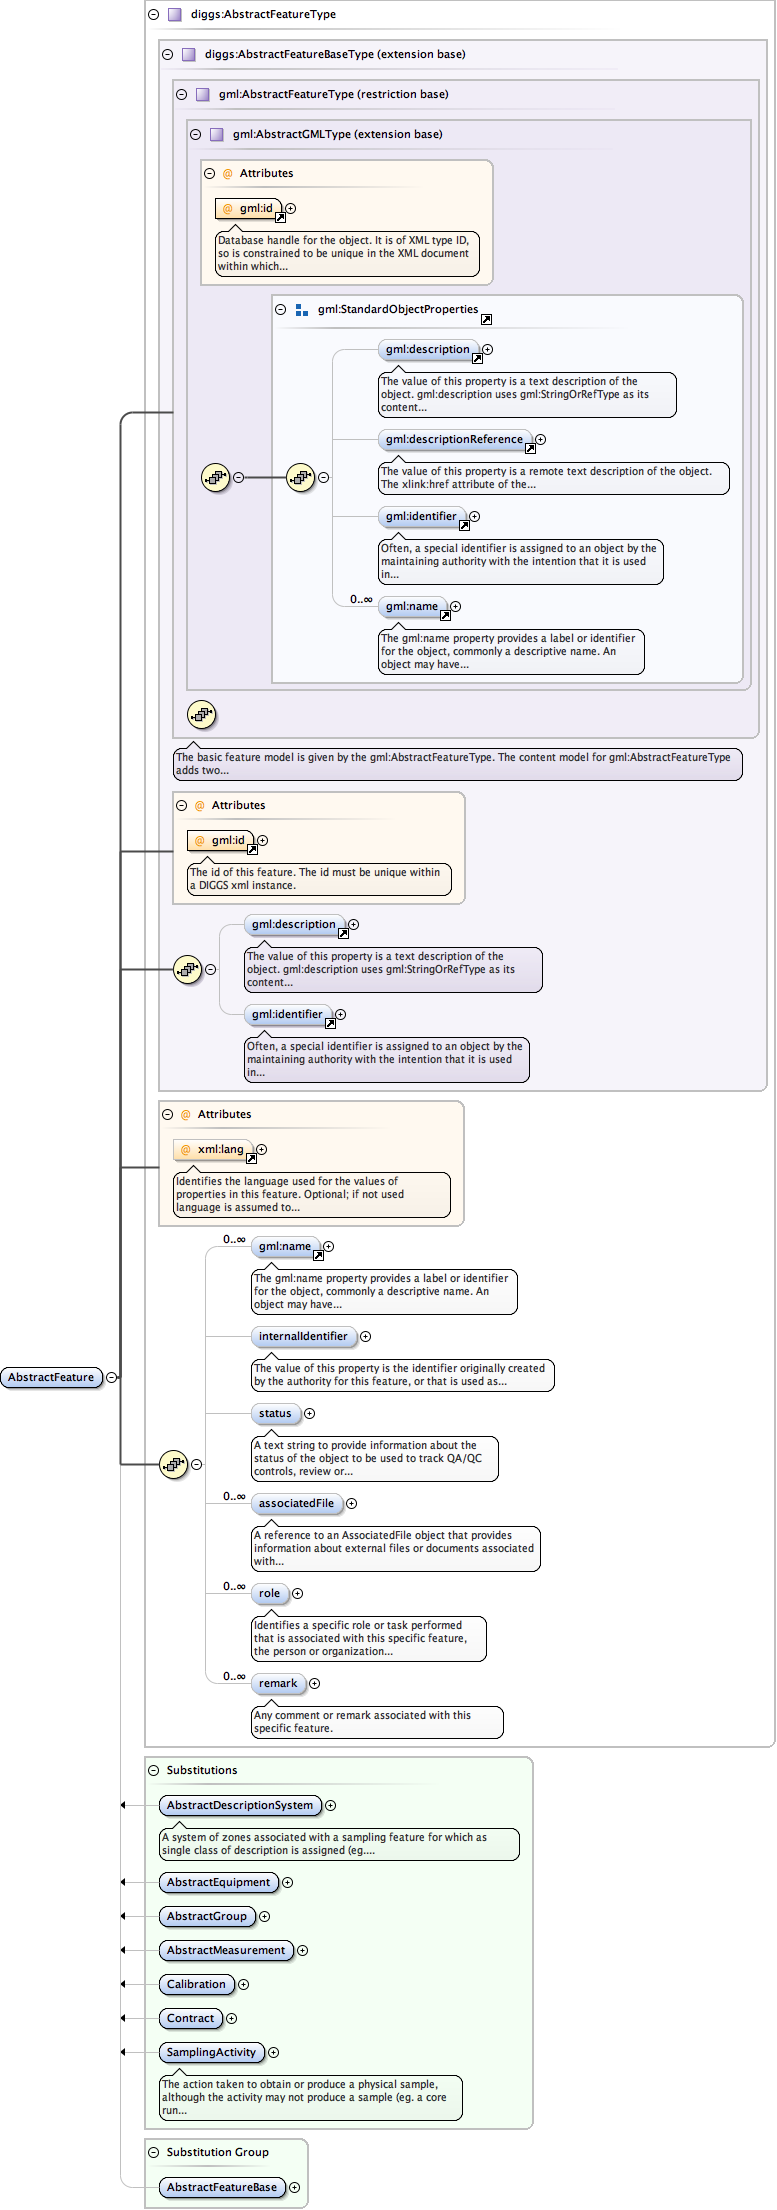 diggs:AbstractFeatureType
diggs:AbstractFeatureBaseType (extension base)
gml:AbstractFeatureType (restriction base)
gml:AbstractGMLType (extension base)
@ Attributes
@ gml:id
Database handle for the object. It is of XML type ID,
so is constrained to be unique in the XML document
within which...
gml:StandardObjectProperties
gml:description
The value of this property is a text description of the
object. gml:description uses gml:StringOrRefType as its
content...
gml:descriptionReference
The value of this property is a remote text description of the object.
The xlink:href attribute of the...
gml:identifier
Often, a special identifier is assigned to an object by the
maintaining authority with the intention that it is used
in...
0..∞
gml:name
The gml:name property provides a label or identifier
for the object, commonly a descriptive name. An
object may have...
The basic feature model is given by the gml:AbstractFeatureType. The content model for gml:AbstractFeatureType
adds two...
@ Attributes
@ gml:id
The id of this feature. The id must be unique within
a DIGGS xml instance.
gml:description
The value of this property is a text description of the
object. gml:description uses gml:StringOrRefType as its
content...
gml:identifier
Often, a special identifier is assigned to an object by the
maintaining authority with the intention that it is used
in...
@ Attributes
@ xml:lang
Identifies the language used for the values of
properties in this feature. Optional; if not used
language is assumed to...
0..∞
gml:name
The gml:name property provides a label or identifier
for the object, commonly a descriptive name. An
object may have...
internalIdentifier
The value of this property is the identifier originally created
by the authority for this feature, or that is used as...
AbstractFeature
status
A text string to provide information about the
status of the object to be used to track QA/QC
controls, review or...
0..∞
associatedFile
A reference to an AssociatedFile object that provides
information about external files or documents associated
with...
0..∞
role
Identifies a specific role or task performed
that is associated with this specific feature,
the person or organization...
0..∞
remark
Any comment or remark associated with this
specific feature.
Substitutions
AbstractDescriptionSystem
A system of zones associated with a sampling feature for which as
single class of description is assigned (eg....
AbstractEquipment
AbstractGroup
AbstractMeasurement
Calibration
Contract
SamplingActivity
The action taken to obtain or produce a physical sample,
although the activity may not produce a sample (eg. a core
run...
Substitution Group
AbstractFeatureBase